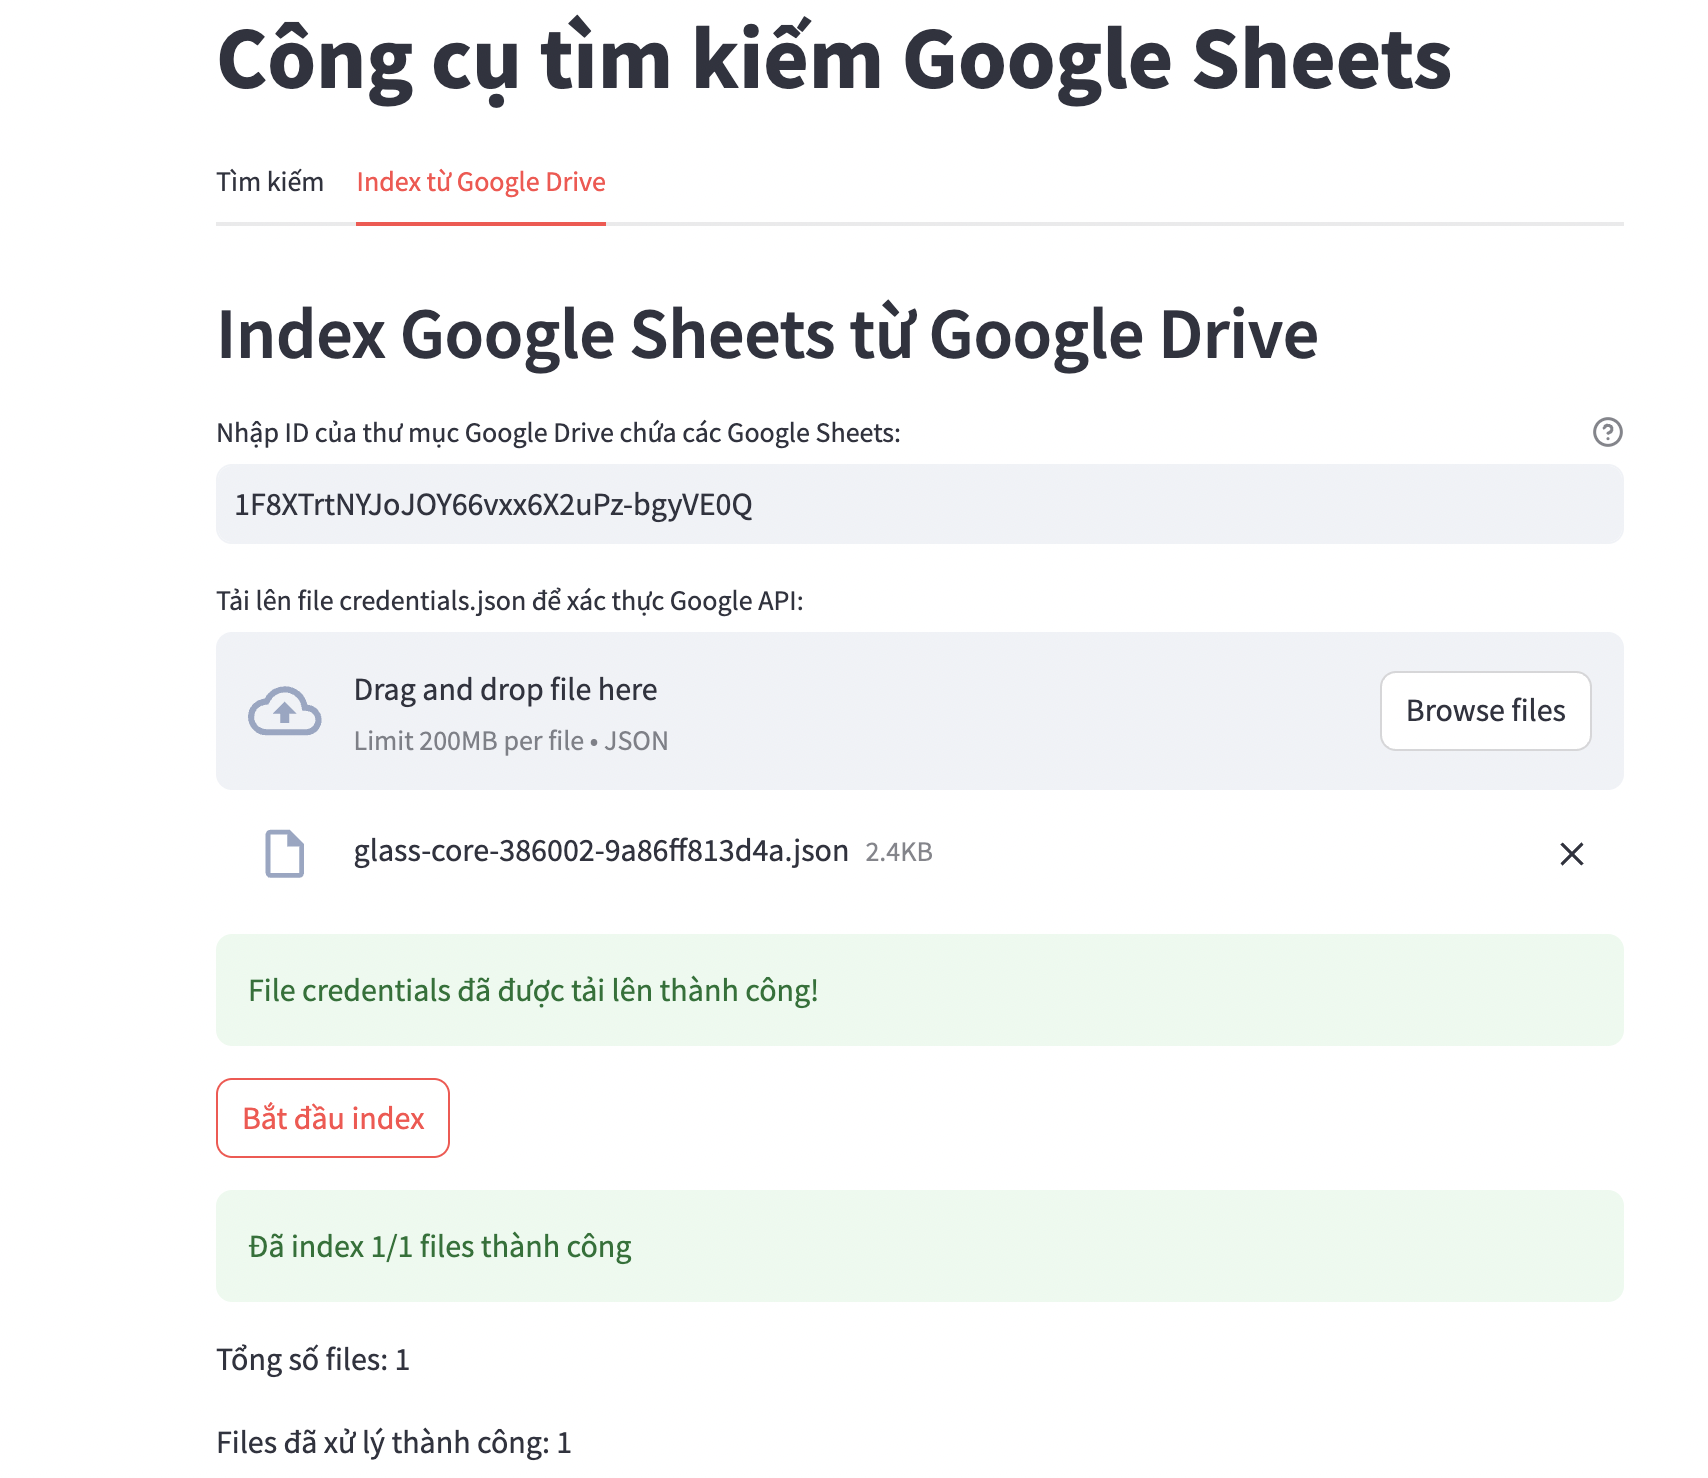 Công cụ tìm kiếm Google Sheets
Tìm kiếm
Index từ Google Drive
Index Google Sheets từ Google Drive
Nhập ID của thư mục Google Drive chứa các Google Sheets:
1F8XTrtNYJoJOY66vxx6X2uPz-bgyVE0Q
Tải lên file credentials.json để xác thực Google API:
Drag and drop file here
Limit 200MB per file • JSON
Browse files
glass-core-386002-9a86ff813d4a.json 2.4KB
File credentials đã được tải lên thành công!
Bắt đầu index
Đã index 1/1 files thành công
Tổng số files: 1
Files đã xử lý thành công: 1